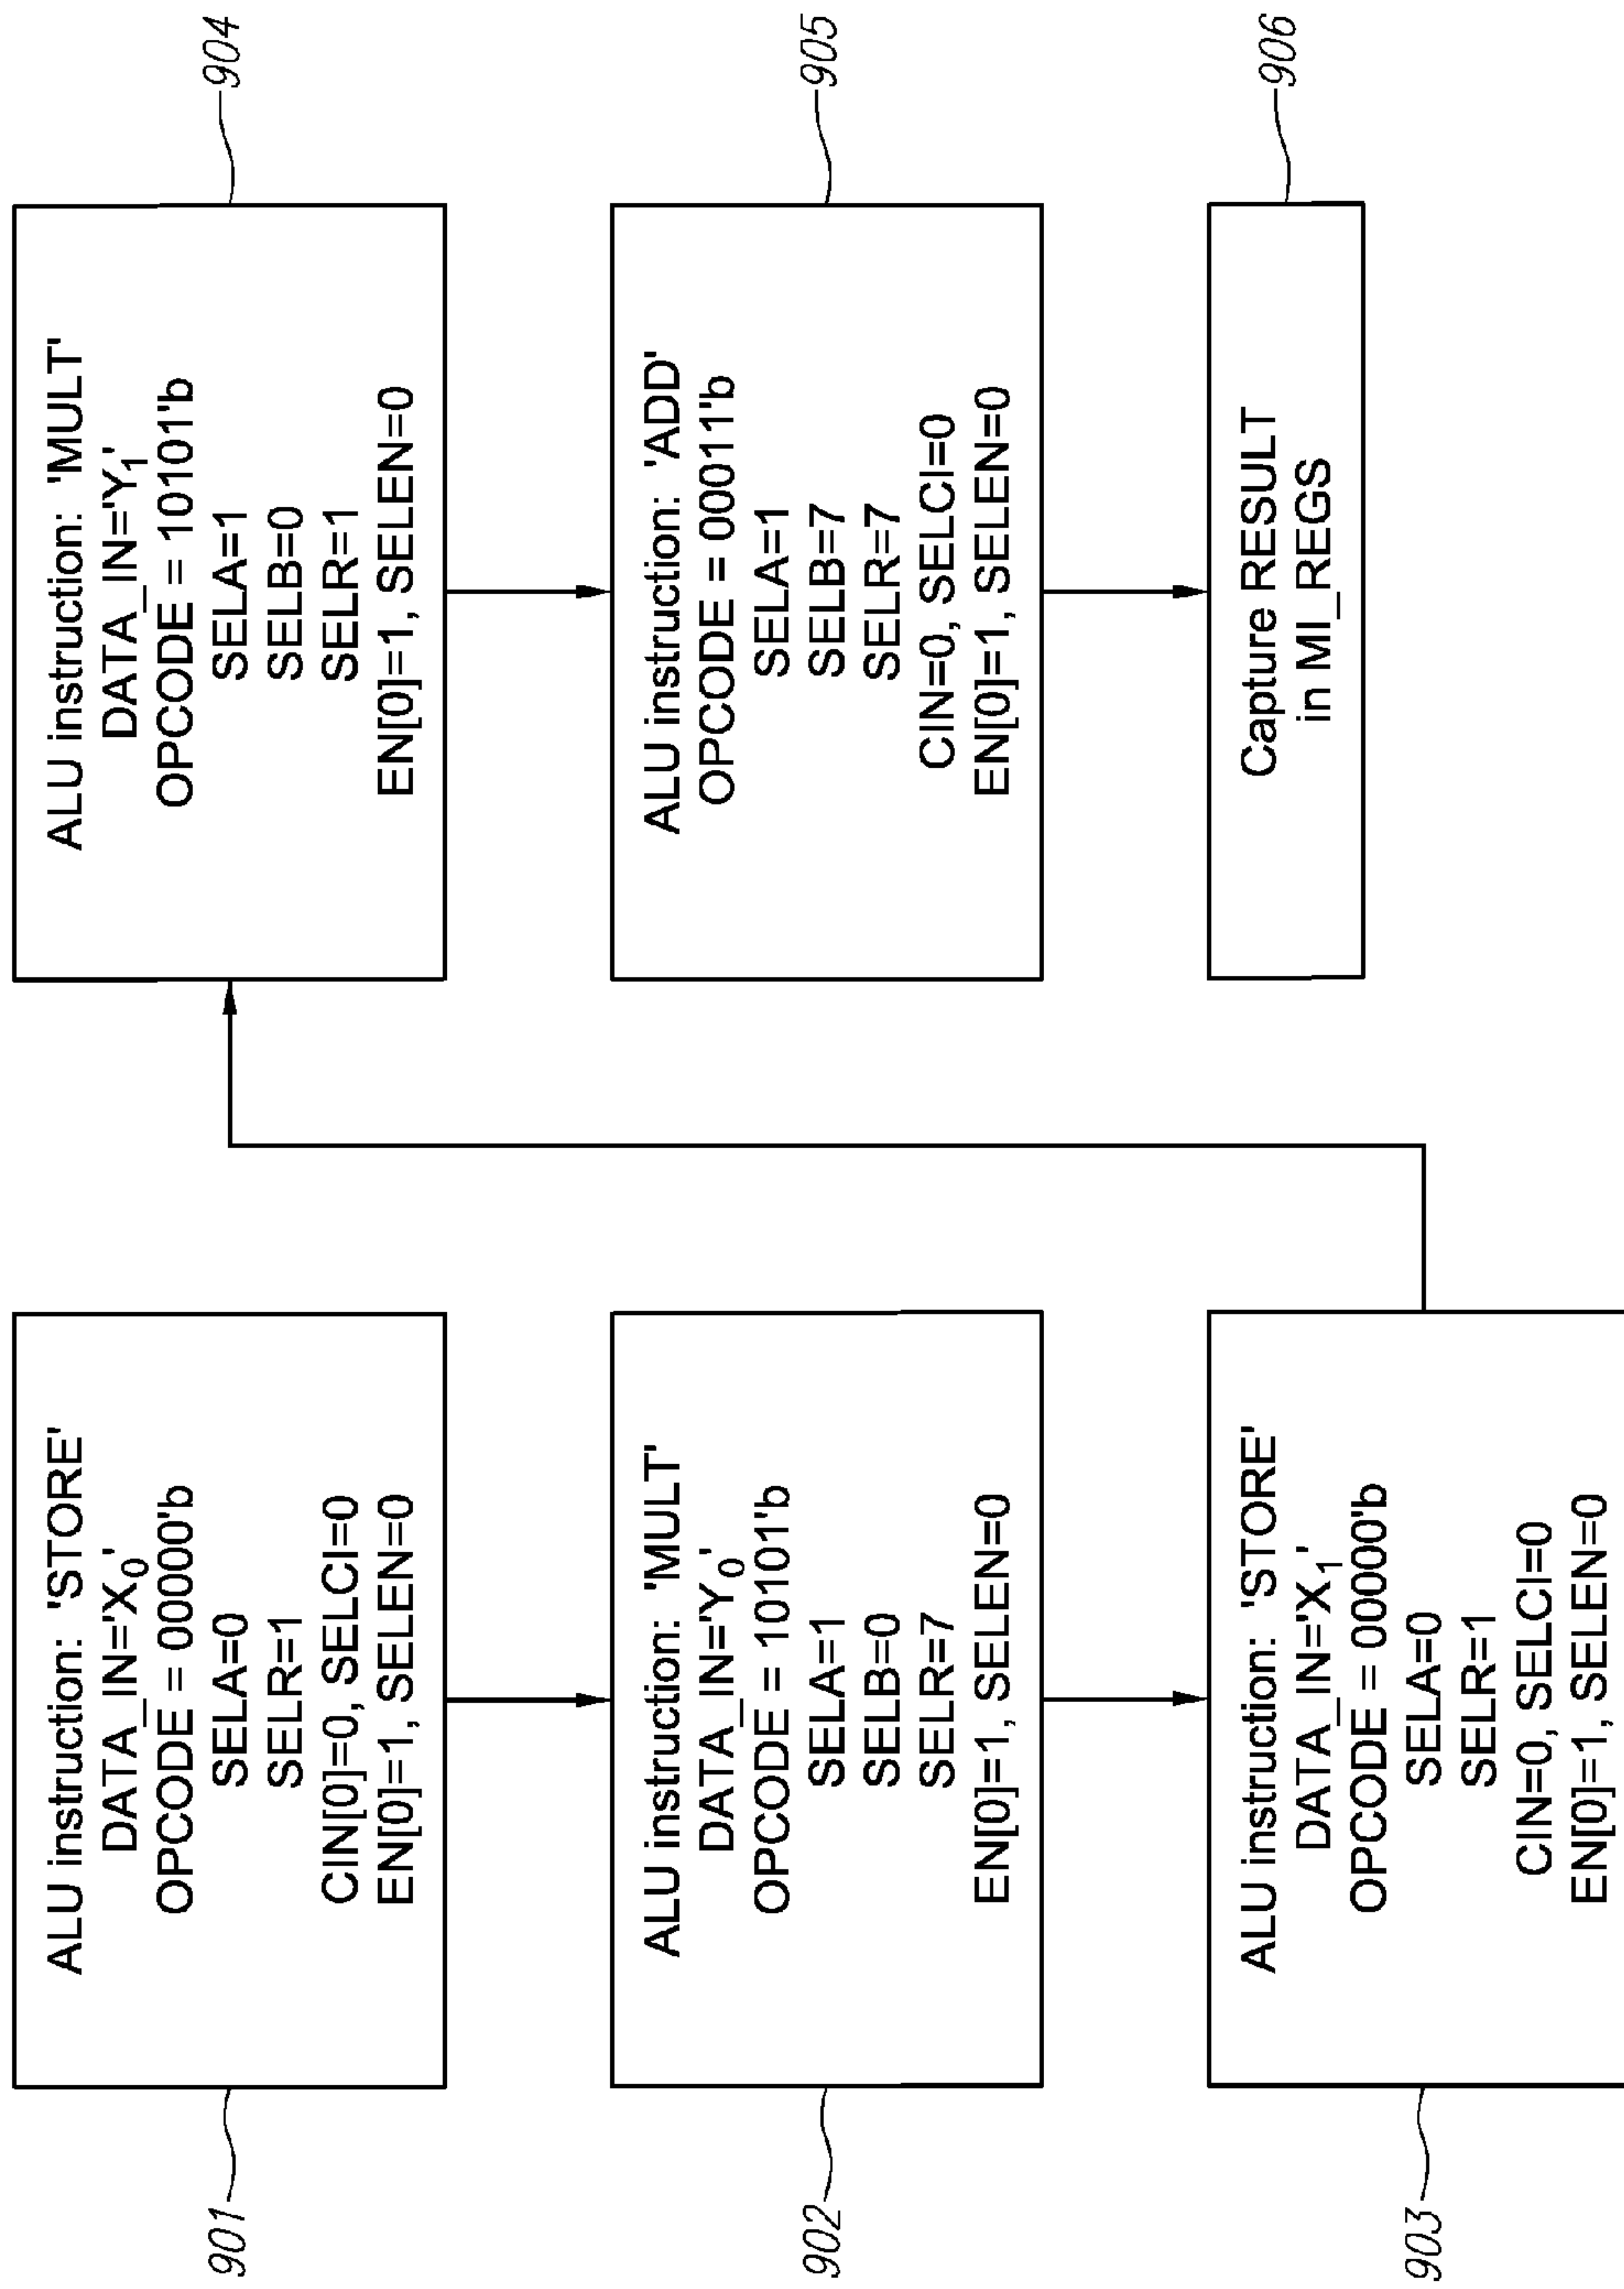 901
ALU instruction: 'STORE'
DATA_IN='X₀'
OPCODE = 00000'b
SELA=0
SELR=1
CIN[0]=0, SELCI=0
EN[0]=1, SELEN=0
902
ALU instruction: 'MULT'
DATA_IN='Y₀'
OPCODE = 10101'b
SELA=1
SELB=0
SELR=7
EN[0]=1, SELEN=0
903
ALU instruction: 'STORE'
DATA_IN='X₁'
OPCODE = 00000'b
SELA=0
SELR=1
CIN=0, SELCI=0
EN[0]=1, SELEN=0
904
ALU instruction: 'MULT'
DATA_IN='Y₁'
OPCODE = 10101'b
SELA=1
SELB=0
SELR=1
EN[0]=1, SELEN=0
905
ALU instruction: 'ADD'
OPCODE = 00011'b
SELA=1
SELB=7
SELR=7
CIN=0, SELCI=0
EN[0]=1, SELEN=0
906
Capture RESULT
in MI_REGS